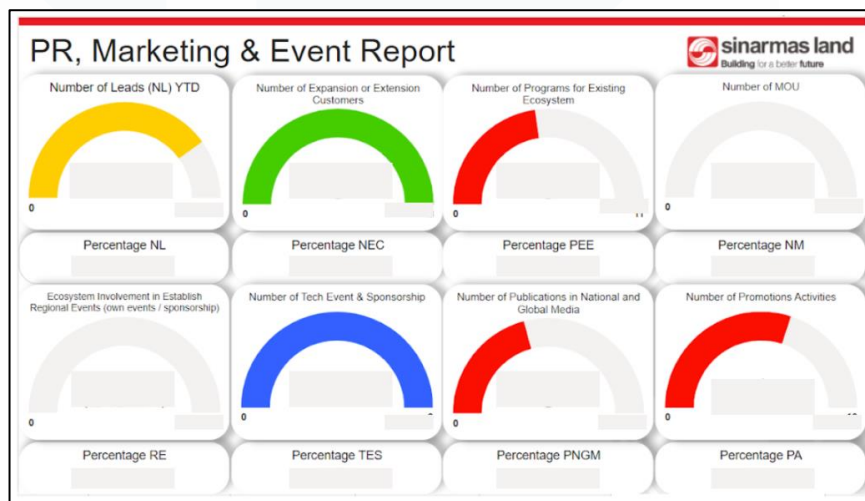 PR, Marketing & Event Report
sinarmas land
Building for a better future
Number of Leads (NL) YTD
0
Number of Expansion or Extension
Customers
0
Number of Programs for Existing
Ecosystem
0
Number of MOU
0
Percentage NL
Percentage NEC
Percentage PEE
Percentage NM
Ecosystem Involvement in Establish
Regional Events (own events / sponsorship)
0
Number of Tech Event & Sponsorship
0
Number of Publications in National and
Global Media
0
Number of Promotions Activities
0
Percentage RE
Percentage TES
Percentage PNGM
Percentage PA